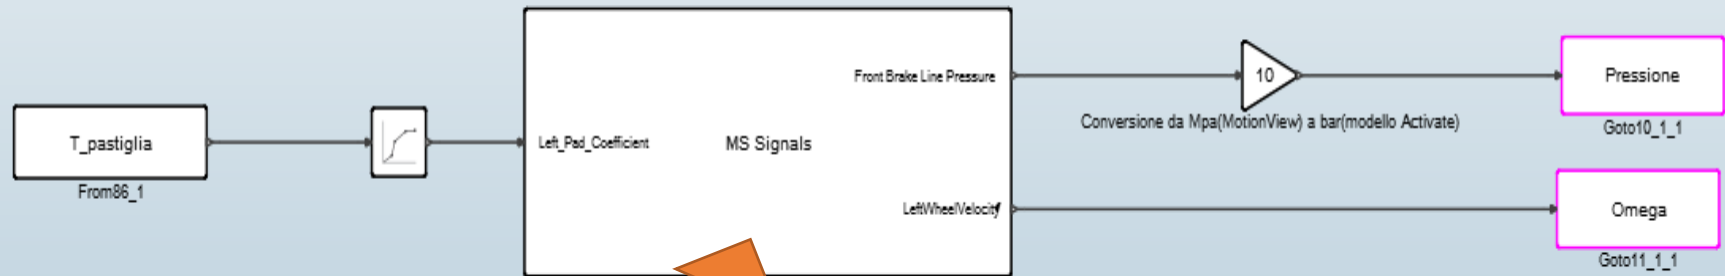 T_pastiglia
From86_1
Left_Pad_Coefficient
MS Signals
Front Brake Line Pressure
LeftWheelVelocity
10
Conversione da Mpa(MotionView) a bar(modello Activate)
Pressione
Goto10_1_1
Omega
Goto11_1_1